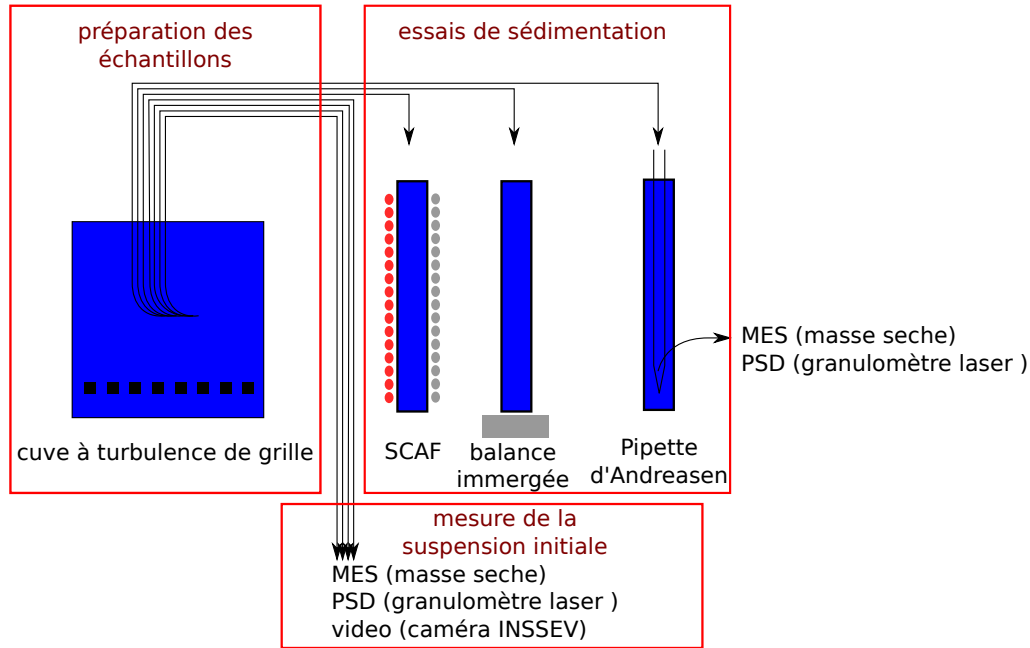 préparation des
échantillons
essais de sédimentation
MES (masse seche)
PSD (granulomètre laser )
cuve à turbulence de grille
SCAF
balance
immergée
Pipette
d'Andreasen
mesure de la
suspension initiale
MES (masse seche)
PSD (granulomètre laser )
video (caméra INSSEV)